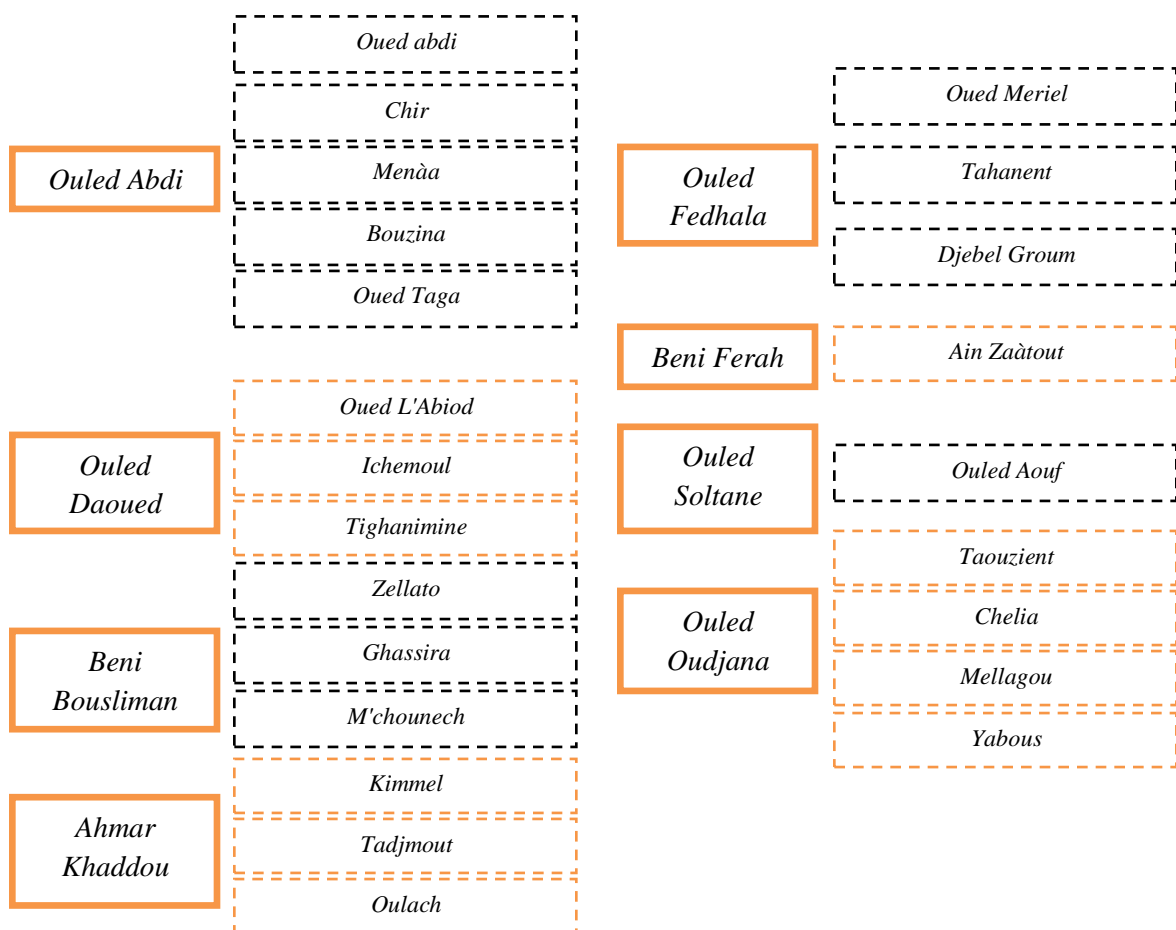 Ouled Abdi
Oued abdi
Chir
Menàa
Bouzina
Oued Taga
Ouled
Daoued
Oued L'Abiod
Ichemoul
Tighanimine
Beni
Bousliman
Zellato
Ghassira
M'chounech
Ahmar
Khaddou
Kimmel
Tadjmout
Oulach
Ouled
Fedhala
Oued Meriel
Tahanent
Djebel Groum
Beni Ferah
Ain Zaàtout
Ouled
Soltane
Ouled Aouf
Ouled
Oudjana
Taouzient
Chelia
Mellagou
Yabous